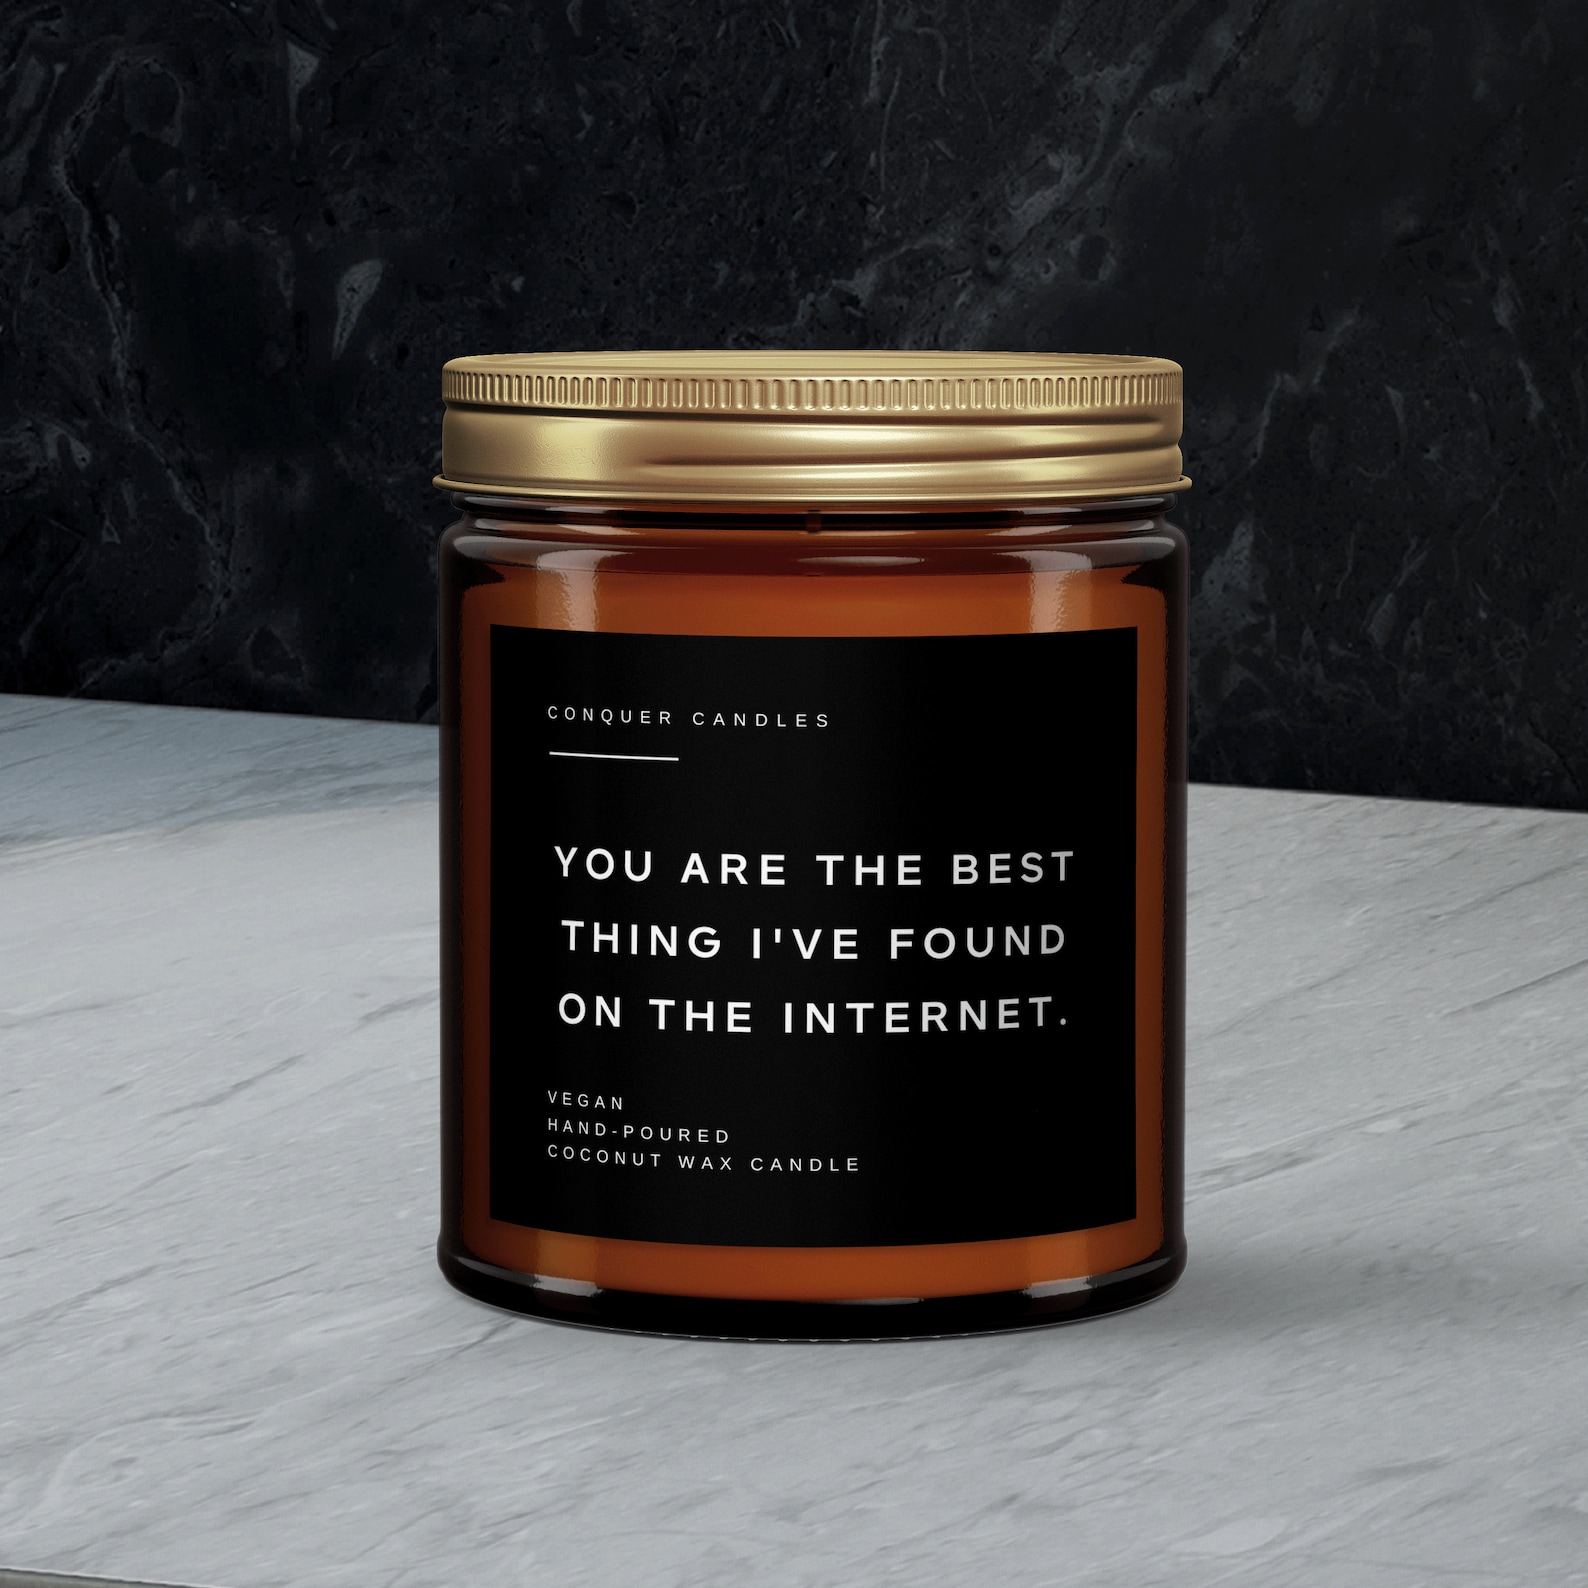 CONQUER CANDLES
YOU ARE THE BEST
THING I'VE FOUND
ON THE INTERNET.
VEGAN
HAND-POURED
COCONUT WAX CANDLE